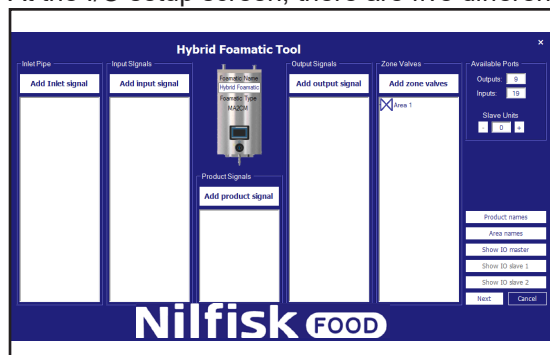 At the I/O setup screen, there are five differen
Hybrid Foamatic Tool
×
Inlet Pipe
Add Inlet signal
Input Signals
Add input signal
Foamatic Name
Hybrid Foamatic
Foamatic Type
MA2CM
Product Signals
Add product signal
Output Signals
Add output signal
Zone Valves
Add zone valves
Area 1
Available Ports
Outputs: 9
Inputs: 19
Slave Units
- 0 +
Product names
Area names
Show IO master
Show IO slave 1
Show IO slave 2
Next Cancel
Nilfisk FOOD